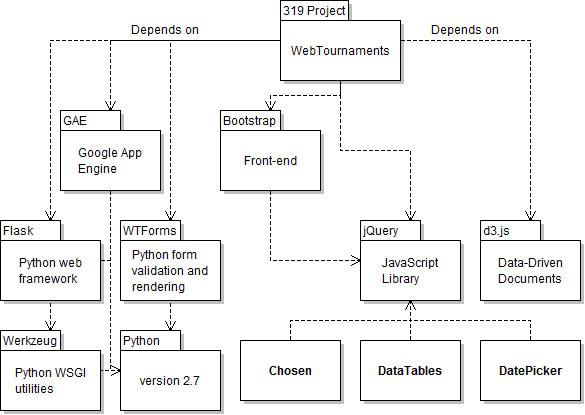 319 Project
WebTournaments
Depends on
Depends on
GAE
Google App
Engine
Bootstrap
Front-end
Flask
Python web
framework
WTForms
Python form
validation and
rendering
jQuery
JavaScript
Library
d3.js
Data-Driven
Documents
Werkzeug
Python WSGI
utilities
Python
version 2.7
Chosen
DataTables
DatePicker